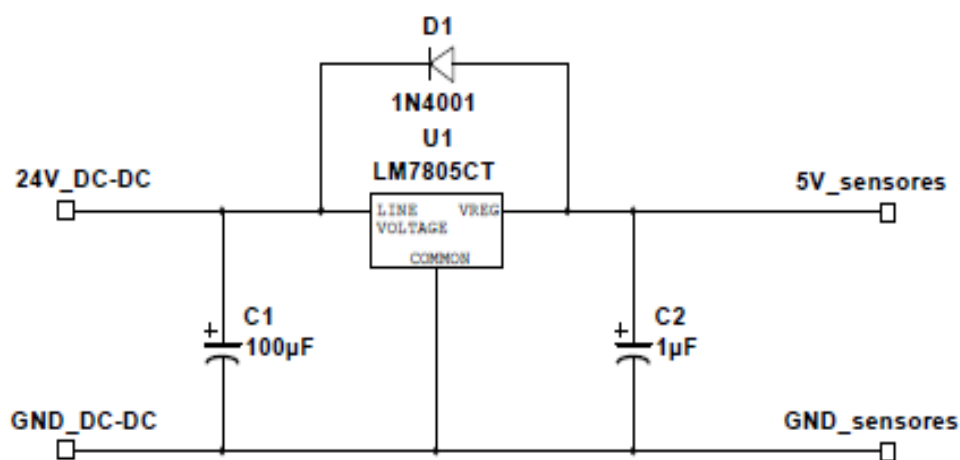 D1
1N4001
U1
LM7805CT
24V_DC-DC
5V_sensores
LINE VREG
VOLTAGE
COMMON
+ C1
100µF
+ C2
1µF
GND_DC-DC
GND_sensores